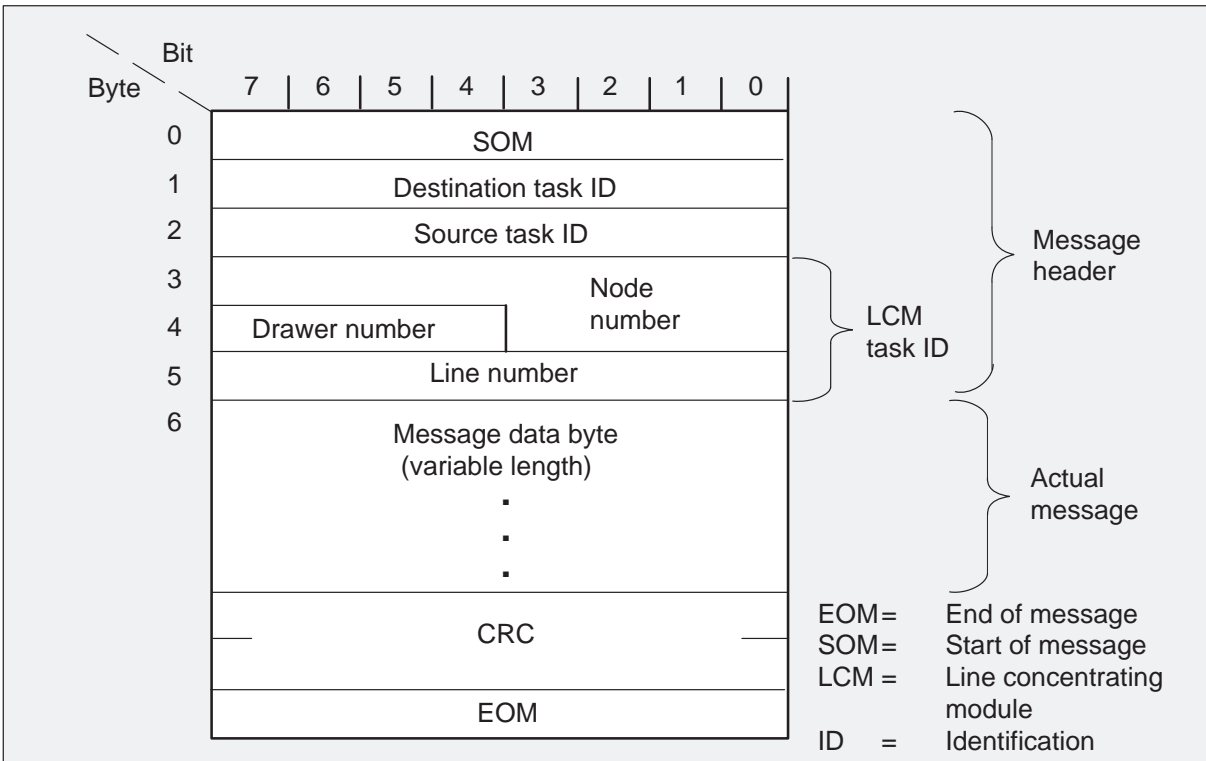 Bit
Byte
7 | 6 | 5 | 4 | 3 | 2 | 1 | 0
0 SOM
1 Destination task ID
2 Source task ID
3
Node
number
4 Drawer number
5 Line number
LCM
task ID
Message
header
6
Message data byte
(variable length)
.
.
.
Actual
message
CRC
EOM
EOM= End of message
SOM= Start of message
LCM = Line concentrating
module
ID = Identification